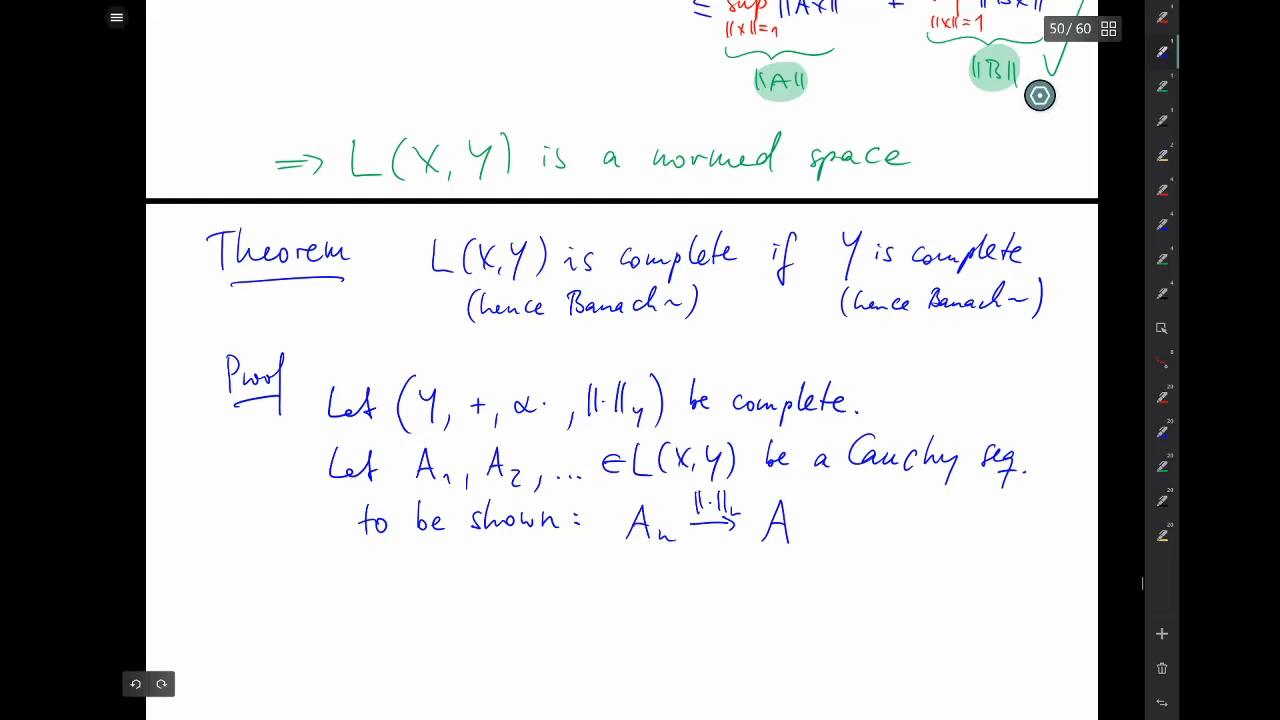 ≤ sup ||Ax|| + sup ||Bx||
||x||=1 ||x||=1
50/60
||A|| ||B||
⇒ L(X,Y) is a normed space
Theorem L(X,Y) is complete if Y is complete
(hence Banach~) (hence Banach~)
Proof
Let (Y, +, α·, ||·||_Y) be complete.
Let A₁, A₂, ... ∈ L(X,Y) be a Cauchy seq.
to be shown: Aₙ →^{||·||_L} A